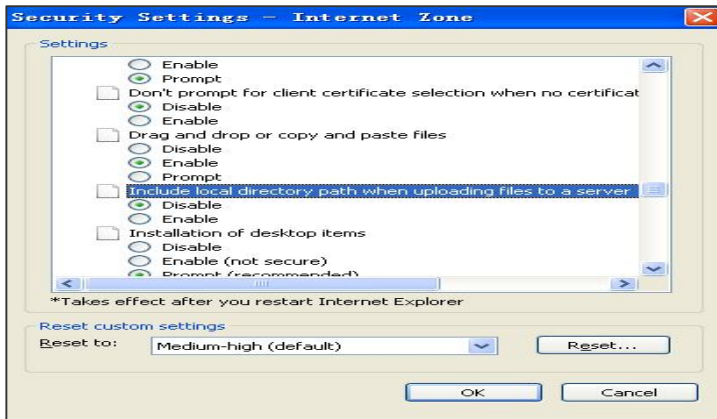 Security Settings - Internet Zone
Settings
Enable
Prompt
Don't prompt for client certificate selection when no certificat
Disable
Enable
Drag and drop or copy and paste files
Disable
Enable
Prompt
Include local directory path when uploading files to a server
Disable
Enable
Installation of desktop items
Disable
Enable (not secure)
Prompt (recommended)
*Takes effect after you restart Internet Explorer
Reset custom settings
Reset to:
Medium-high (default)
Reset...
OK
Cancel